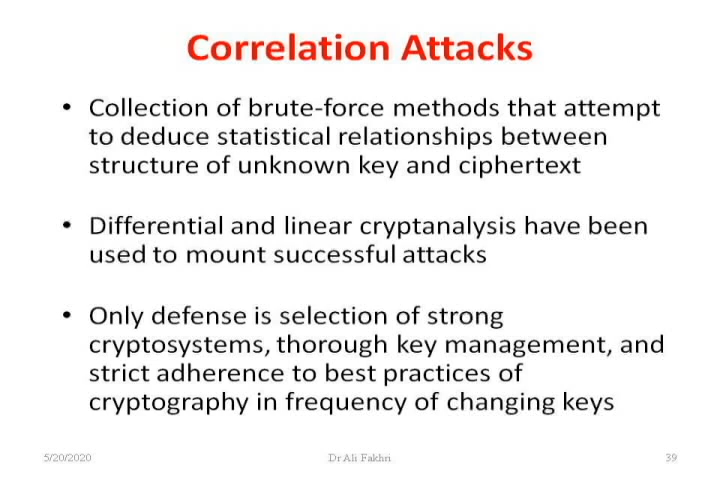 Correlation Attacks
• Collection of brute-force methods that attempt
to deduce statistical relationships between
structure of unknown key and ciphertext
• Differential and linear cryptanalysis have been
used to mount successful attacks
• Only defense is selection of strong
cryptosystems, thorough key management, and
strict adherence to best practices of
cryptography in frequency of changing keys
5/20/2020
Dr Ali Fakhri
39